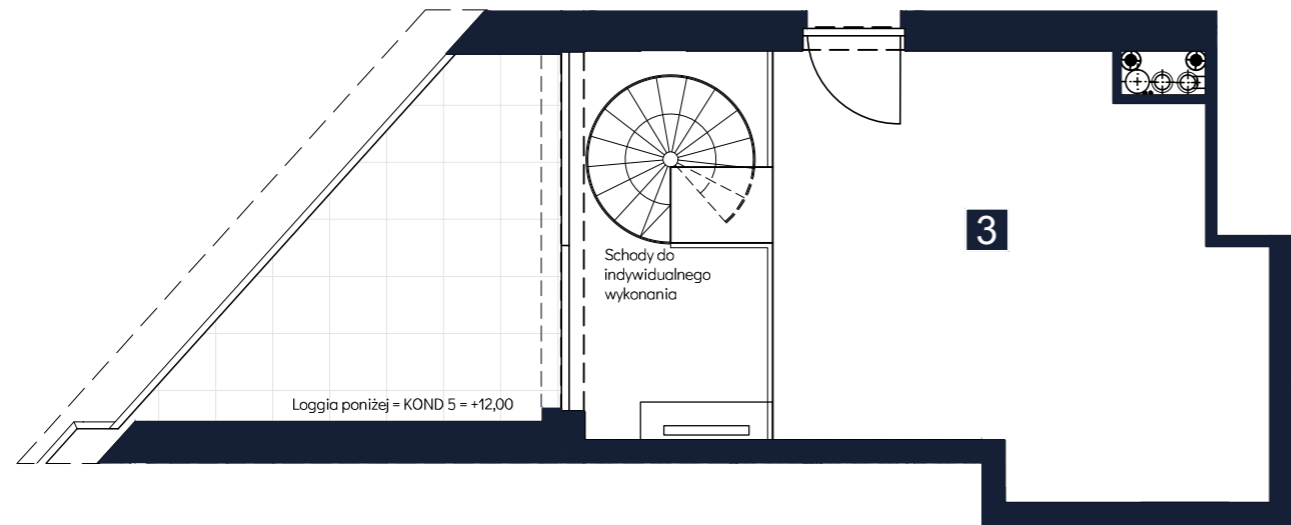 3
Schody do
indywidualnego
wykonania
Loggia poniżej = KOND 5 = +12,00